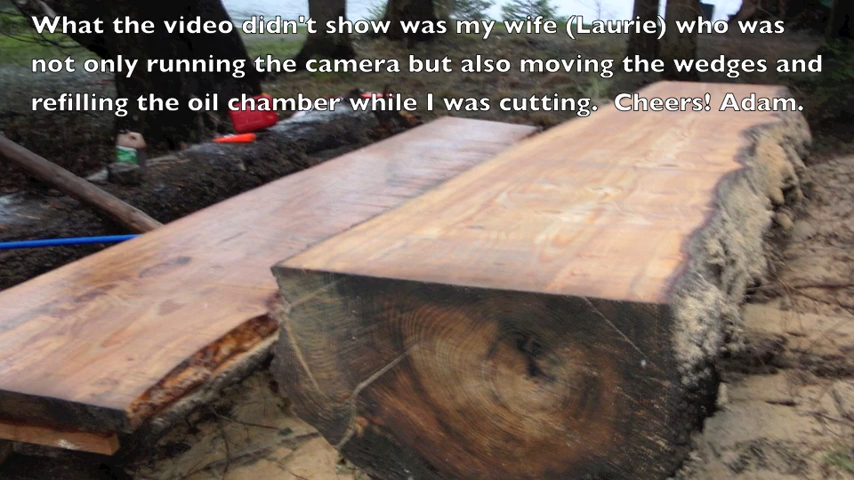 What the video didn't show was my wife (Laurie) who was
not only running the camera but also moving the wedges and
refilling the oil chamber while I was cutting.  Cheers! Adam.